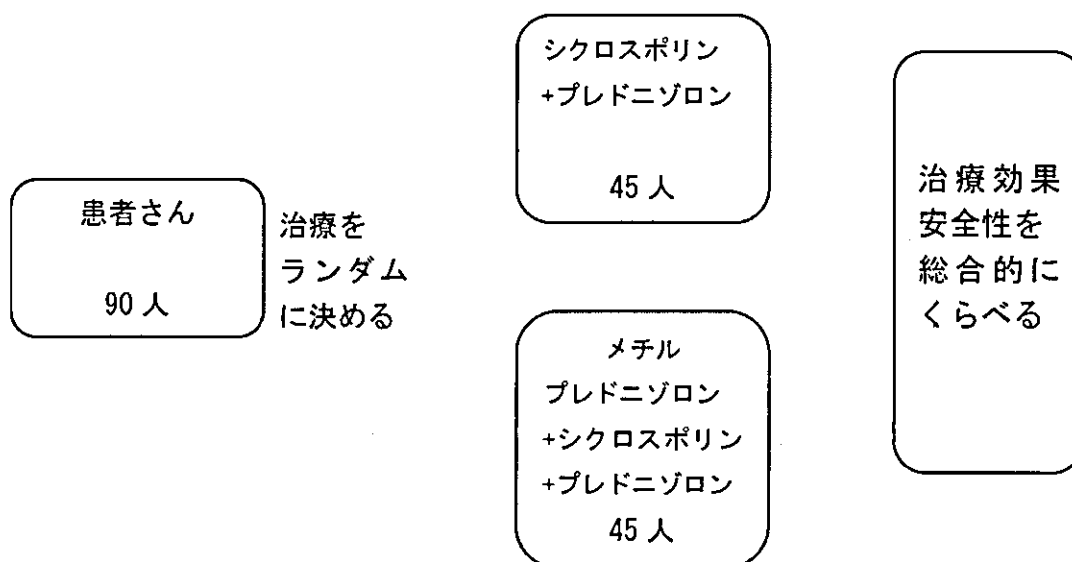 患者さん
90 人
治療を
ランダム
に決める
シクロスポリン
+プレドニゾロン
45 人
メチル
プレドニゾロン
+シクロスポリン
+プレドニゾロン
45 人
治療効果
安全性を
総合的に
くらべる